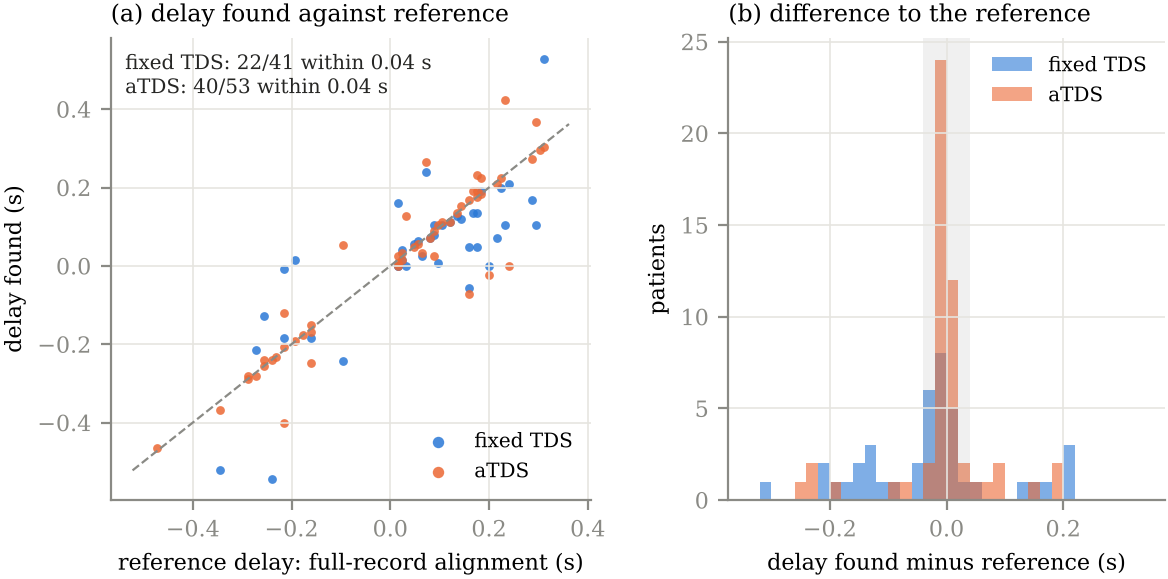 (a) delay found against reference
fixed TDS: 22/41 within 0.04 s
aTDS: 40/53 within 0.04 s
delay found (s)
0.4
0.2
0.0
−0.2
−0.4
fixed TDS
aTDS
−0.4
−0.2
0.0
0.2
0.4
reference delay: full-record alignment (s)
(b) difference to the reference
fixed TDS
aTDS
patients
25
20
15
10
5
0
−0.2
0.0
0.2
delay found minus reference (s)